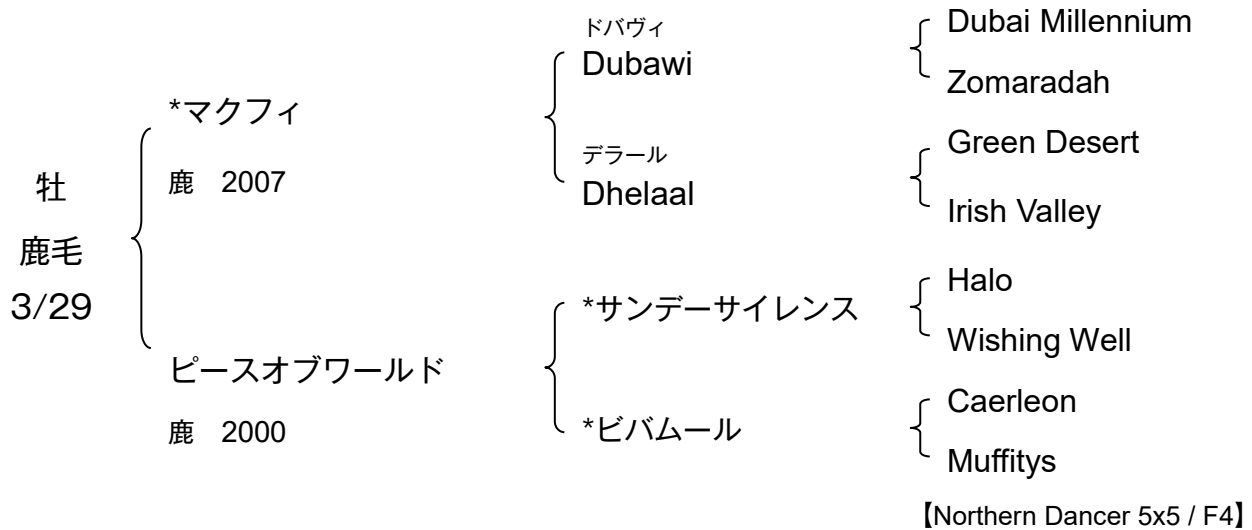 牡
鹿毛
3/29
*マクフィ
鹿　2007
ピースオブワールド
鹿　2000
ドバヴィ
Dubawi
デラール
Dhelaal
*サンデーサイレンス
*ビバムール
Dubai Millennium
Zomaradah
Green Desert
Irish Valley
Halo
Wishing Well
Caerleon
Muffitys
【Northern Dancer 5x5 / F4】